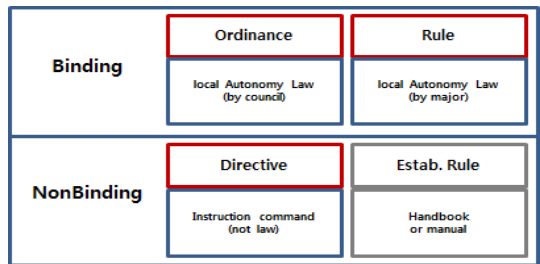 Ordinance
Rule
Binding
local Autonomy Law
(by council)
local Autonomy Law
(by major)
Directive
Estab. Rule
NonBinding
Instruction command
(not law)
Handbook
or manual